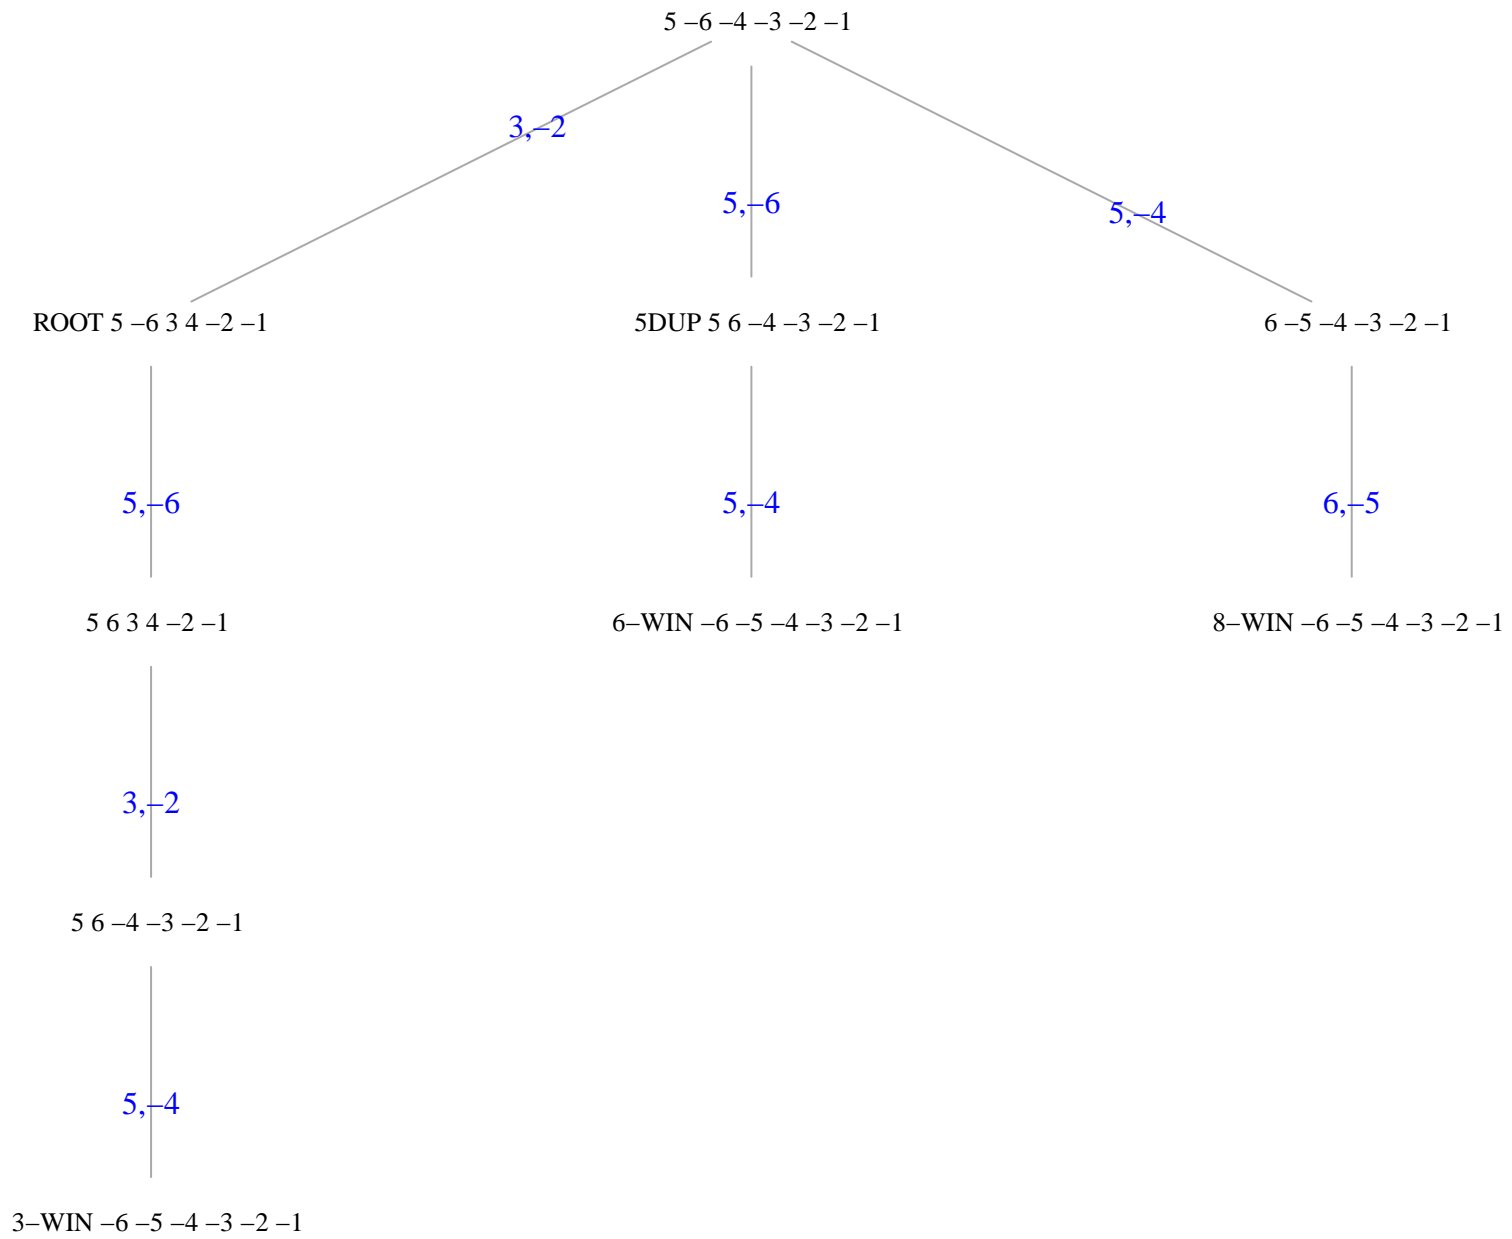 5 –6 –4 –3 –2 –1
3,–2
5,–6
5,–4
ROOT 5 –6 3 4 –2 –1
5DUP 5 6 –4 –3 –2 –1
6 –5 –4 –3 –2 –1
5,–6
5,–4
6,–5
5 6 3 4 –2 –1
6–WIN –6 –5 –4 –3 –2 –1
8–WIN –6 –5 –4 –3 –2 –1
3,–2
5 6 –4 –3 –2 –1
5,–4
3–WIN –6 –5 –4 –3 –2 –1